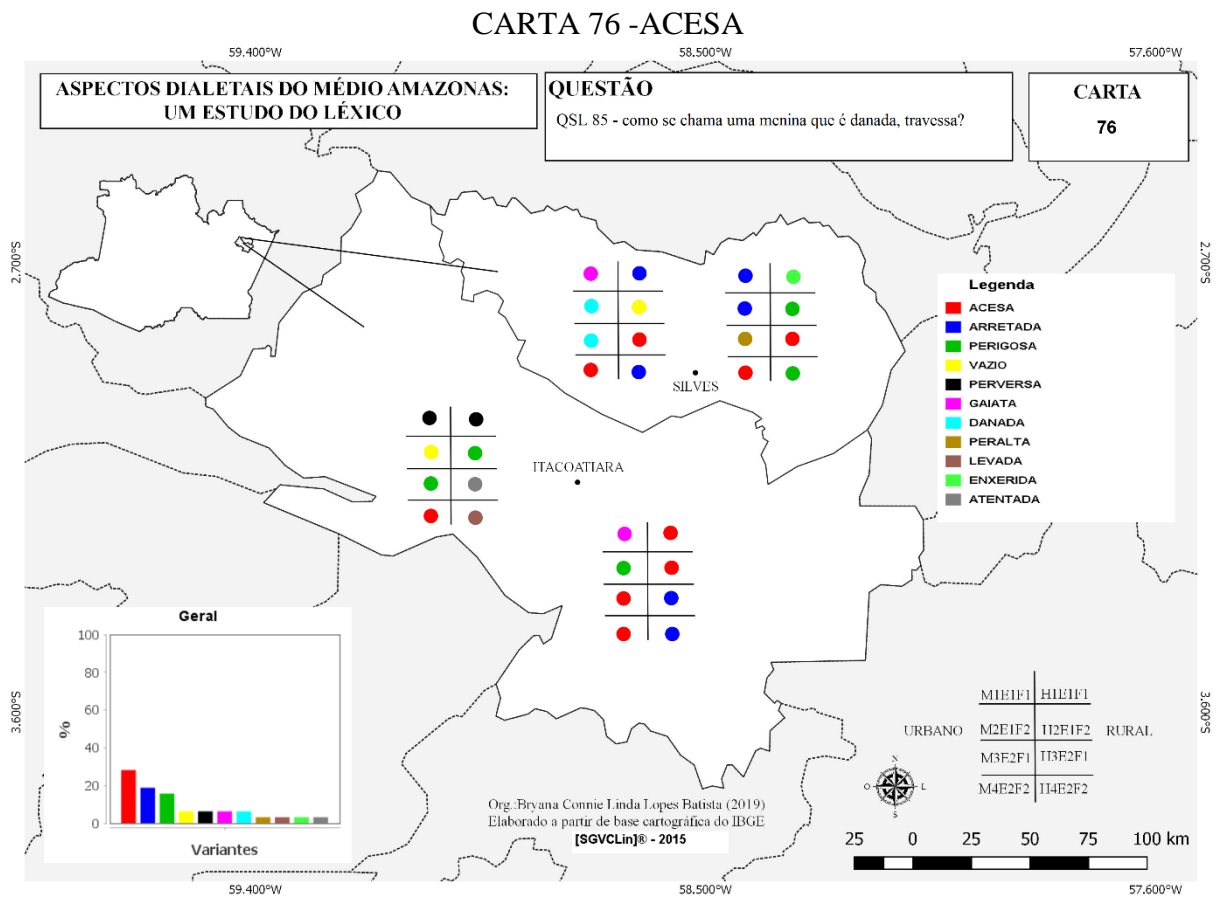 CARTA 76 -ACESA
59.400°W
58.500°W
57.600°W
ASPECTOS DIALETAIS DO MÉDIO AMAZONAS:
UM ESTUDO DO LÉXICO
QUESTÃO
QSL 85 - como se chama uma menina que é danada, travessa?
CARTA
76
2.700°S
2.700°S
Legenda
ACESA
ARRETADA
PERIGOSA
VAZIO
PERVERSA
GAIATA
DANADA
PERALTA
LEVADA
ENXERIDA
ATENTADA
SILVES
ITACOATIARA
Geral
100
80
60
40
20
0
%
Variantes
3.600°S
3.600°S
M1E1F1 H1E1F1
URBANO M2E1F2 H2E1F2 RURAL
M3E2F1 H3E2F1
M4E2F2 H4E2F2
N
O L
S
Org.:Bryana Connie Linda Lopes Batista (2019)
Elaborado a partir de base cartográfica do IBGE
[SGVCLin]® - 2015
25 0 25 50 75 100 km
59.400°W
58.500°W
57.600°W